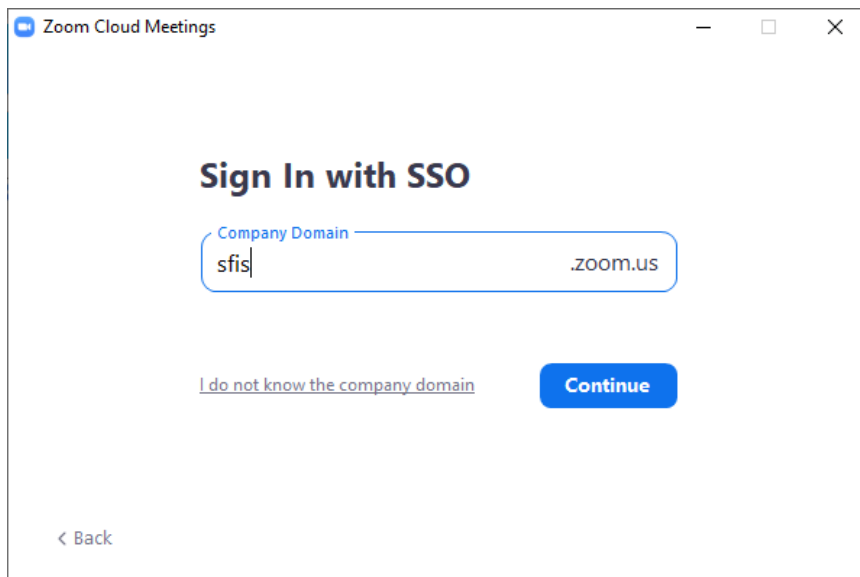 Zoom Cloud Meetings
Sign In with SSO
Company Domain
sfis .zoom.us
I do not know the company domain
Continue
< Back